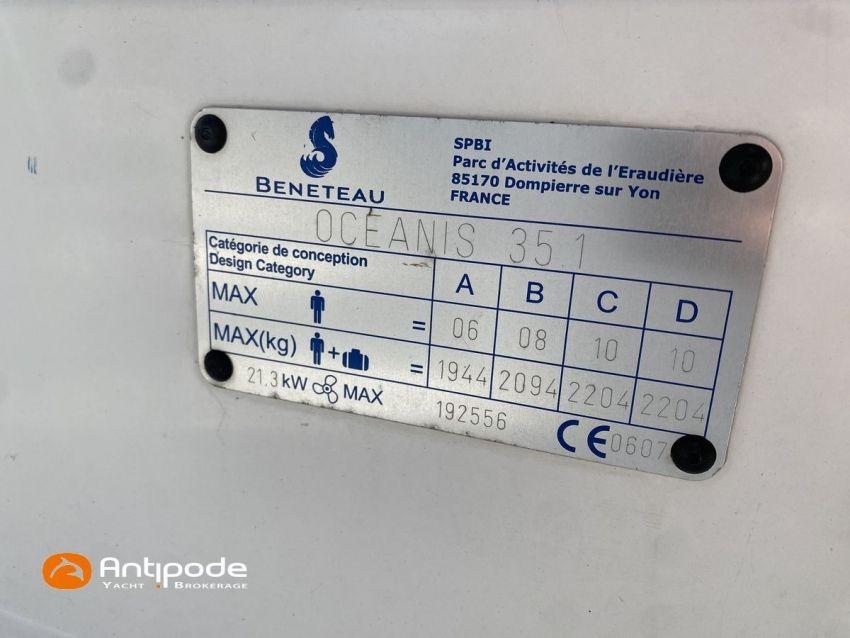 BENETEAU
SPBI
Parc d'Activités de l'Eraudière
85170 Dompierre sur Yon
FRANCE
OCEANIS 35.1
Catégorie de conception
Design Category
A B C D
MAX = 06 08 10 10
MAX(kg) + = 1944 2094 2204 2204
21.3 kW MAX
192556
CE 0607
Antipode
YACHT BROKERAGE